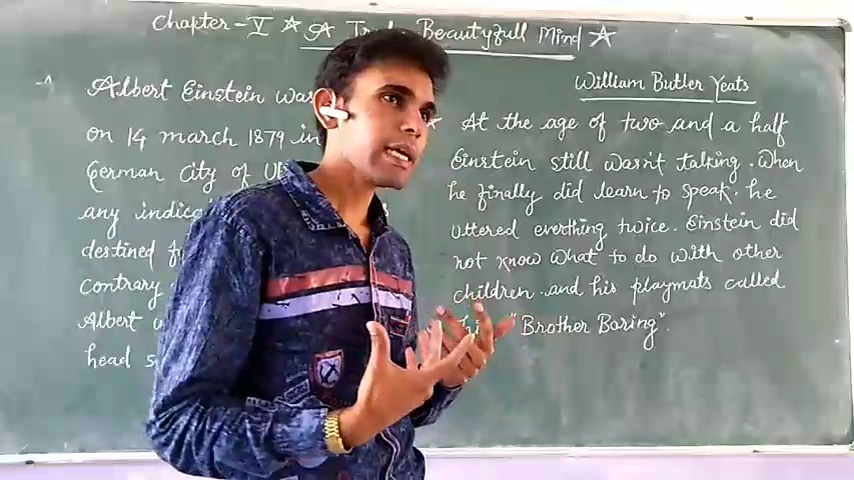 Chapter-V ☆ A Truly Beautyfull Mind ☆
William Butler Yeats
Albert Einstein was
on 14 march 1879 in
German City of
any
destined
contrary
Albert
head
At the age of two and a half
Einstein still wasn't talking. When
he finally did learn to speak. he
uttered everthing twice. Einstein did
not know what to do with other
children .and his playmats called
"Brother Boring".